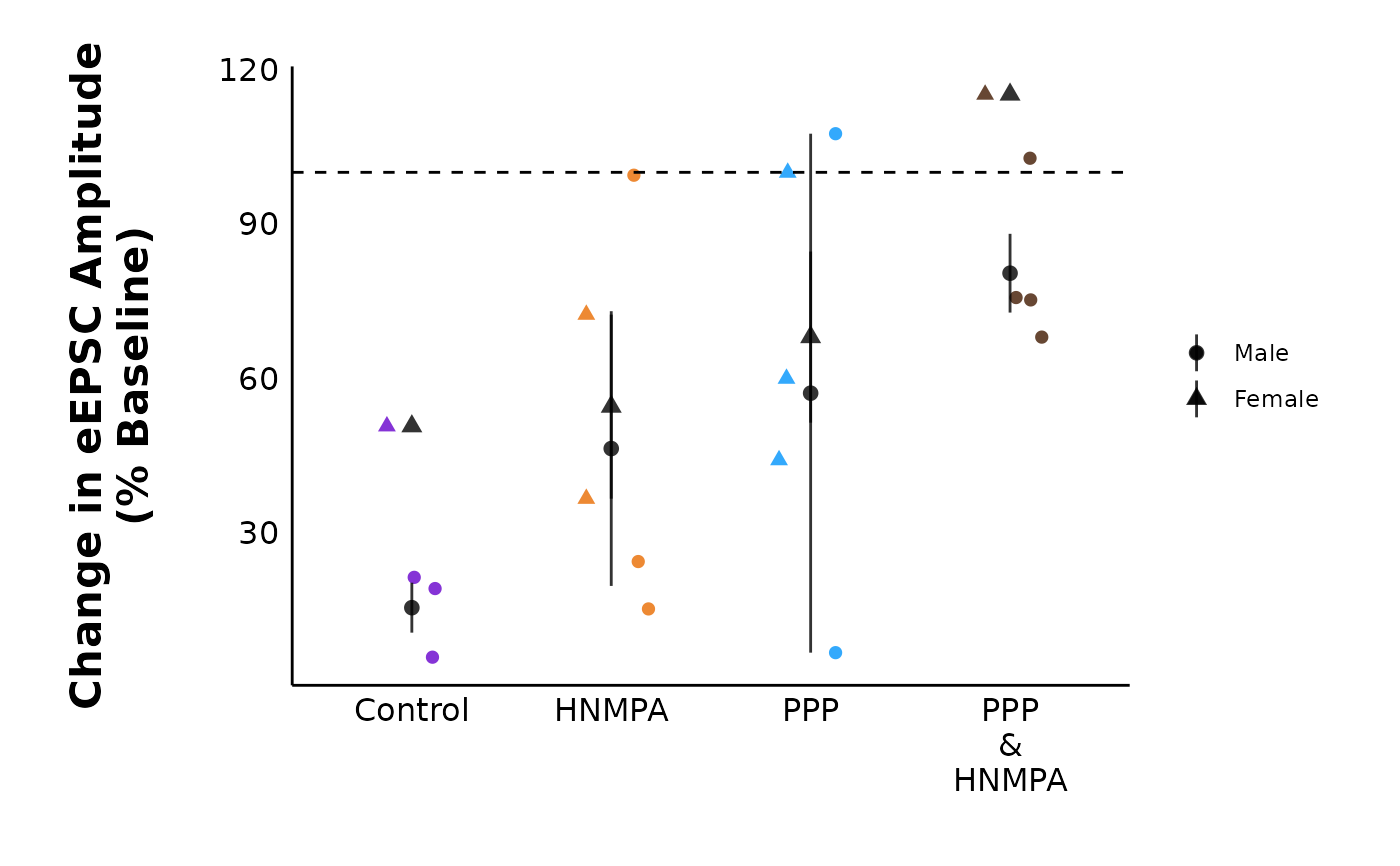 Change in eEPSC Amplitude
(% Baseline)
120
90
60
30
Control
HNMPA
PPP
PPP
&
HNMPA
Male
Female